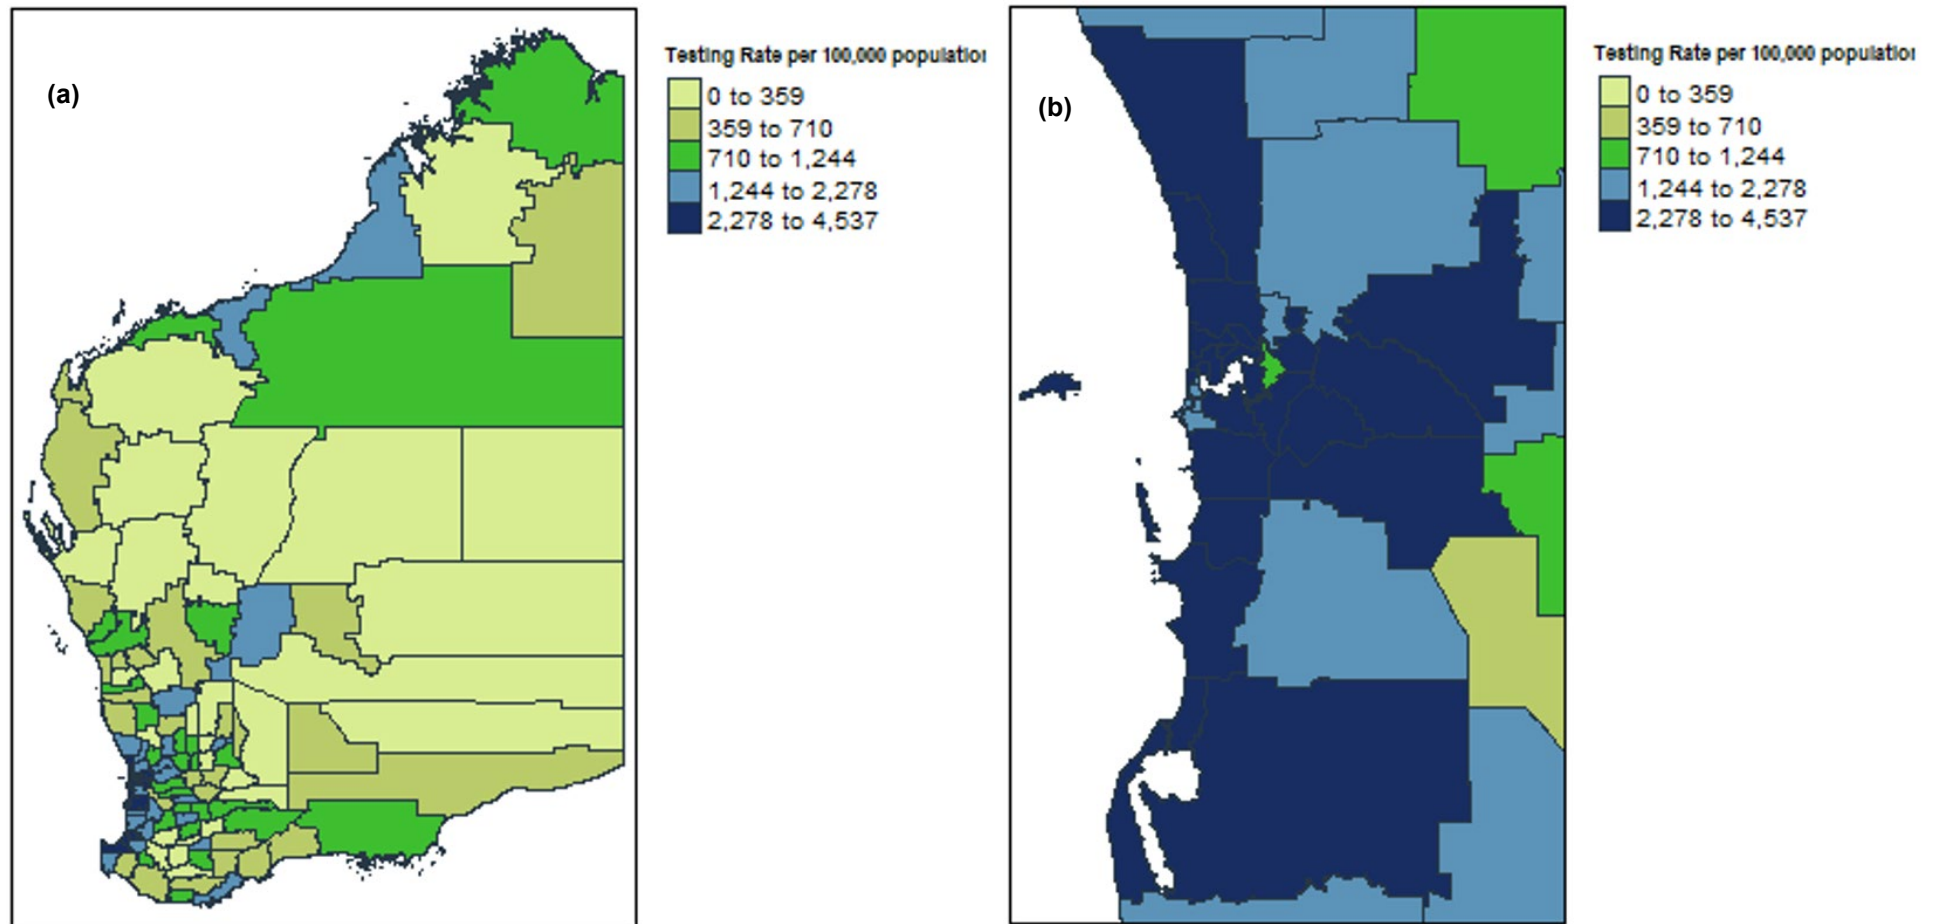 (a)
Testing Rate per 100,000 population
0 to 359
359 to 710
710 to 1,244
1,244 to 2,278
2,278 to 4,537
(b)
Testing Rate per 100,000 population
0 to 359
359 to 710
710 to 1,244
1,244 to 2,278
2,278 to 4,537